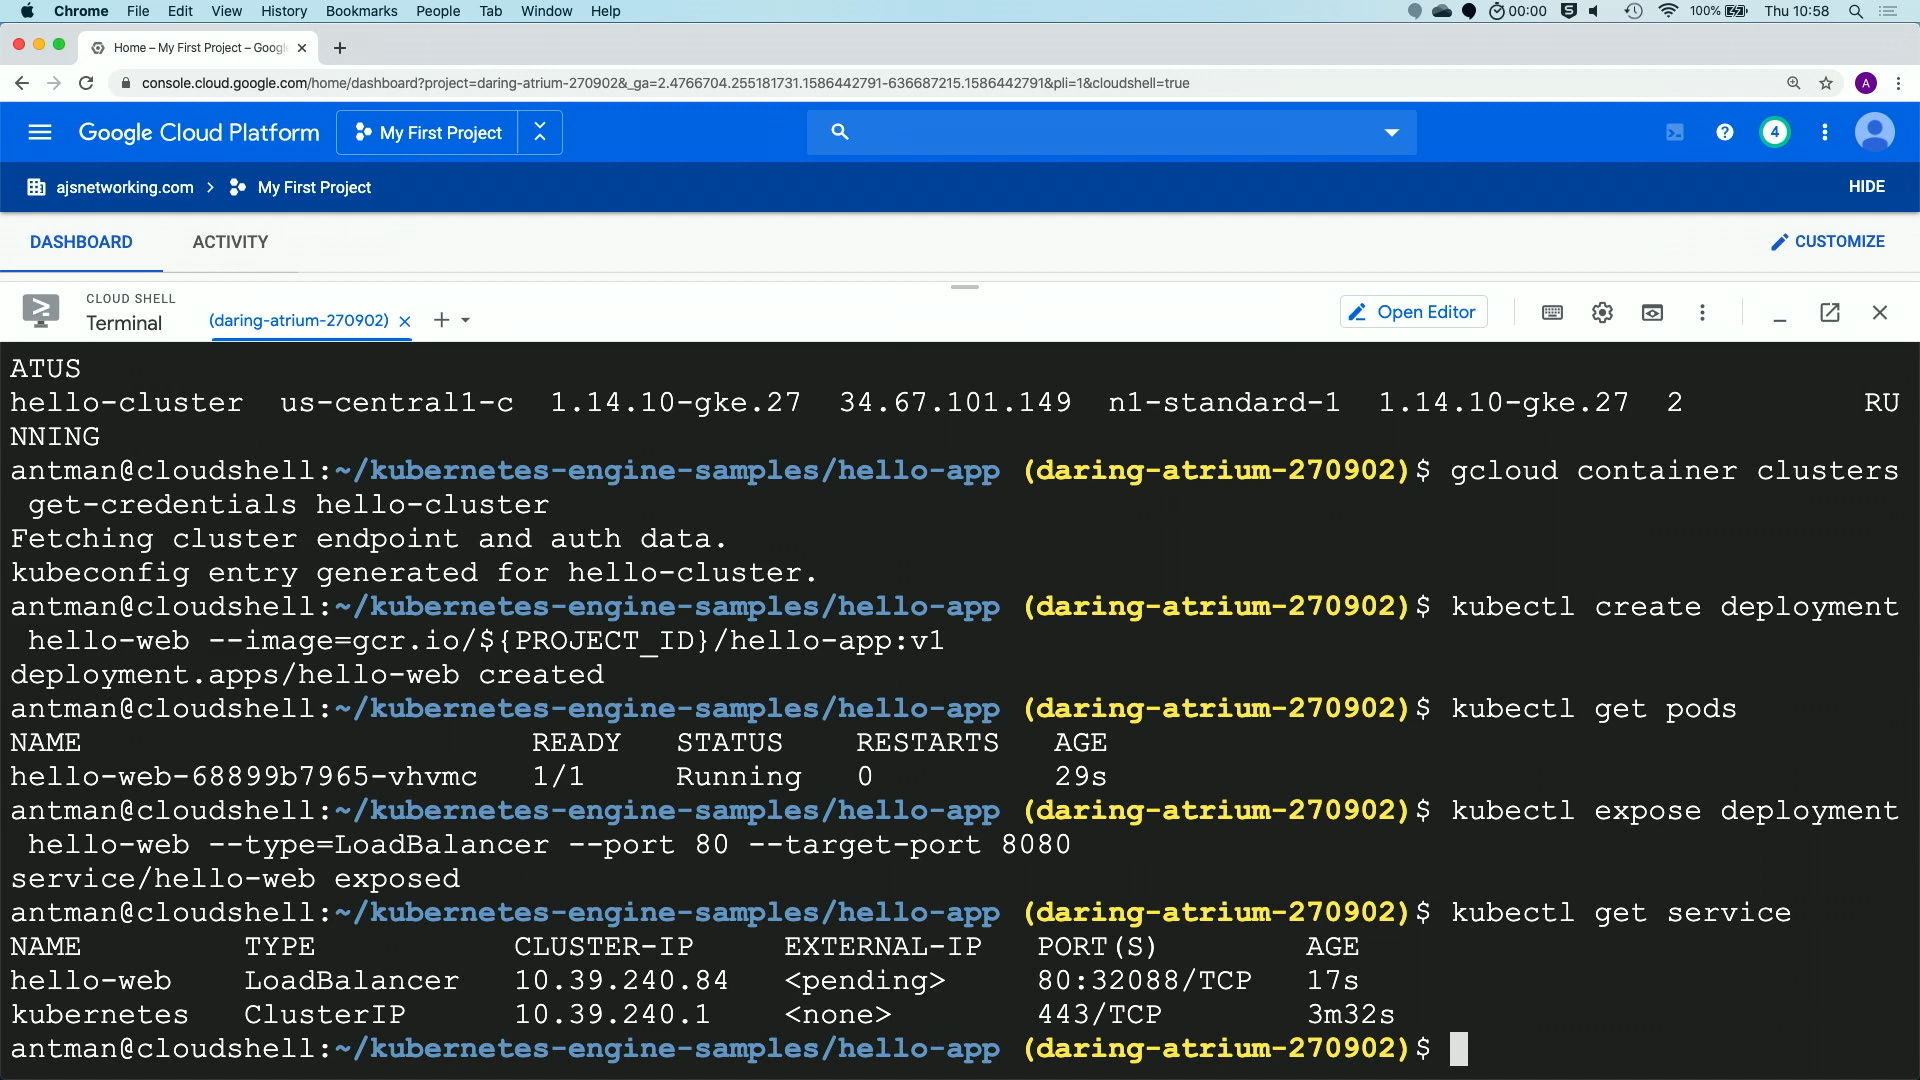 Chrome File Edit View History Bookmarks People Tab Window Help 00:00 100% Thu 10:58
Home – My First Project – Google
console.cloud.google.com/home/dashboard?project=daring-atrium-270902&_ga=2.4766704.255181731.1586442791-636687215.1586442791&pli=1&cloudshell=true A
Google Cloud Platform My First Project 4
ajsnetworking.com > My First Project HIDE
DASHBOARD ACTIVITY CUSTOMIZE
CLOUD SHELL
Terminal (daring-atrium-270902) Open Editor
ATUS
hello-cluster us-central1-c 1.14.10-gke.27 34.67.101.149 n1-standard-1 1.14.10-gke.27 2 RU
NNING
antman@cloudshell:~/kubernetes-engine-samples/hello-app (daring-atrium-270902)$ gcloud container clusters
get-credentials hello-cluster
Fetching cluster endpoint and auth data.
kubeconfig entry generated for hello-cluster.
antman@cloudshell:~/kubernetes-engine-samples/hello-app (daring-atrium-270902)$ kubectl create deployment
hello-web --image=gcr.io/${PROJECT_ID}/hello-app:v1
deployment.apps/hello-web created
antman@cloudshell:~/kubernetes-engine-samples/hello-app (daring-atrium-270902)$ kubectl get pods
NAME READY STATUS RESTARTS AGE
hello-web-68899b7965-vhvmc 1/1 Running 0 29s
antman@cloudshell:~/kubernetes-engine-samples/hello-app (daring-atrium-270902)$ kubectl expose deployment
hello-web --type=LoadBalancer --port 80 --target-port 8080
service/hello-web exposed
antman@cloudshell:~/kubernetes-engine-samples/hello-app (daring-atrium-270902)$ kubectl get service
NAME TYPE CLUSTER-IP EXTERNAL-IP PORT(S) AGE
hello-web LoadBalancer 10.39.240.84 <pending> 80:32088/TCP 17s
kubernetes ClusterIP 10.39.240.1 <none> 443/TCP 3m32s
antman@cloudshell:~/kubernetes-engine-samples/hello-app (daring-atrium-270902)$